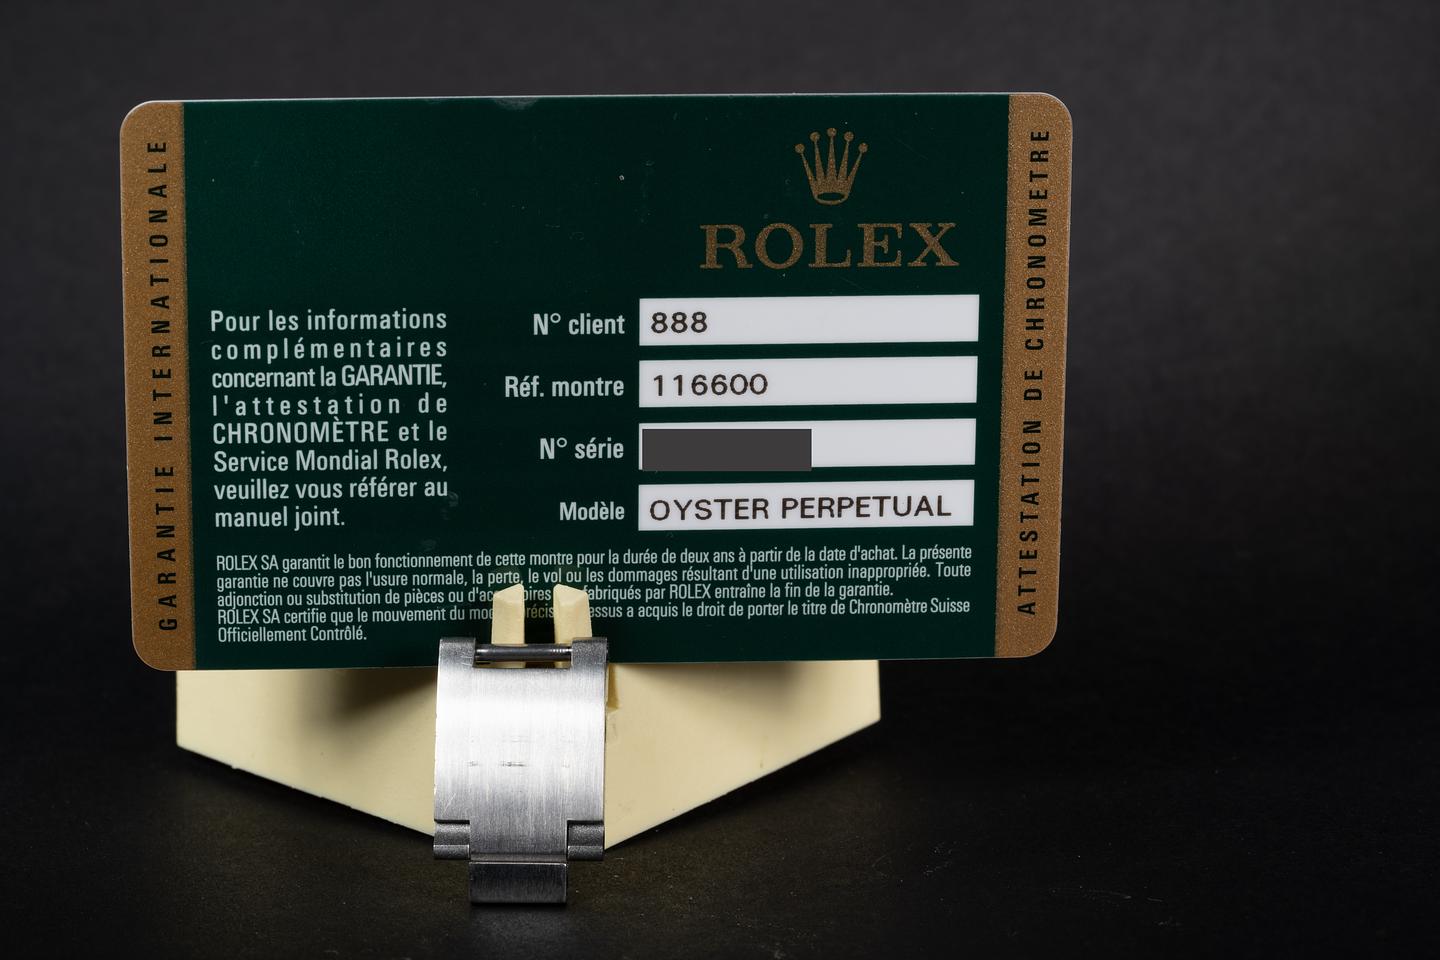 GARANTIE INTERNATIONALE
ROLEX
Pour les informations
complémentaires
concernant la GARANTIE,
l'attestation de
CHRONOMÈTRE et le
Service Mondial Rolex,
veuillez vous référer au
manuel joint.
N° client 888
Réf. montre 116600
N° série
Modèle OYSTER PERPETUAL
ROLEX SA garantit le bon fonctionnement de cette montre pour la durée de deux ans à partir de la date d'achat. La présente
garantie ne couvre pas l'usure normale, la perte, le vol ou les dommages résultant d'une utilisation inappropriée. Toute
adjonction ou substitution de pièces ou fabriqués par ROLEX entraîne la fin de la garantie.
ROLEX SA certifie que le mouvement du a acquis le droit de porter le titre de Chronomètre Suisse
Officiellement Contrôlé.
ATTESTATION DE CHRONOMETRE